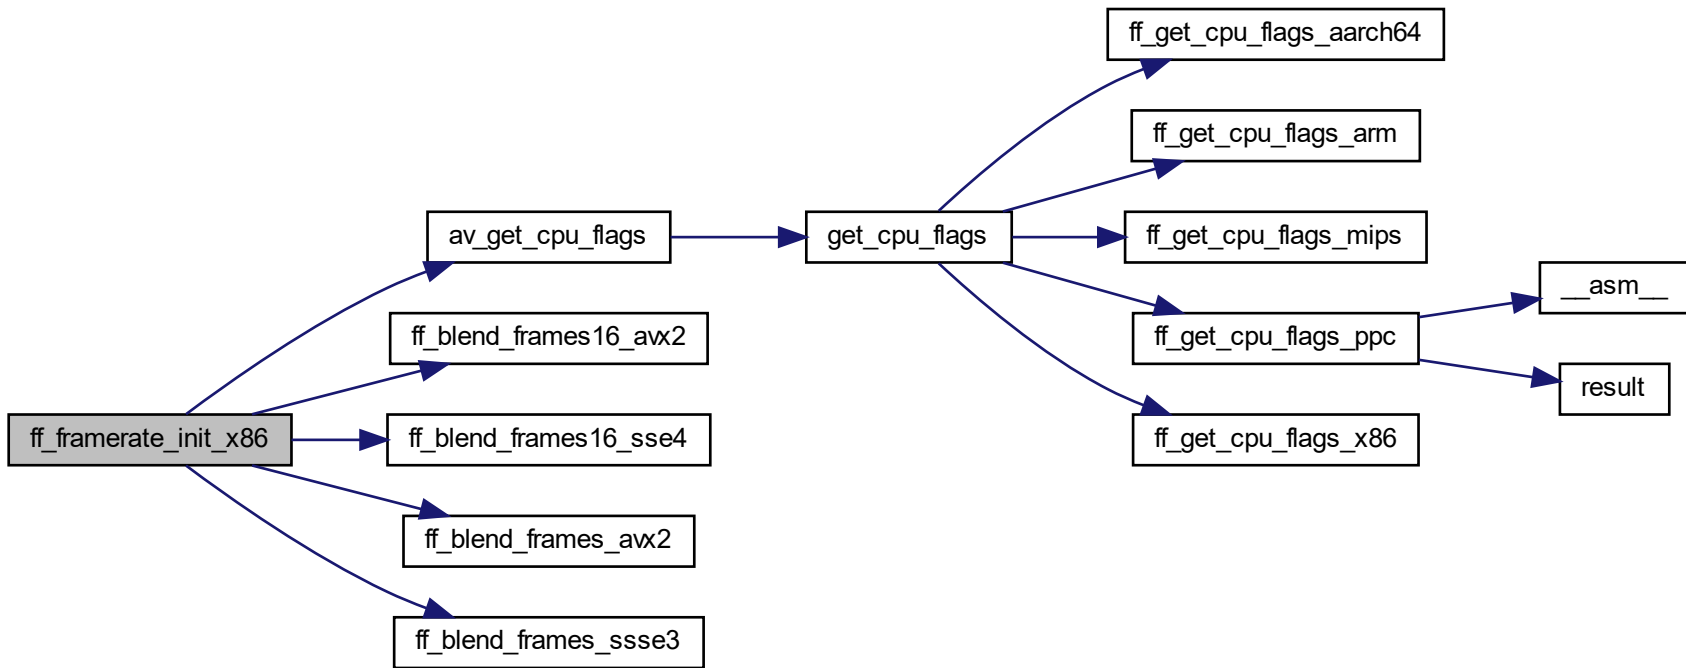 ff_framerate_init_x86
av_get_cpu_flags
ff_blend_frames16_avx2
ff_blend_frames16_sse4
ff_blend_frames_avx2
ff_blend_frames_ssse3
get_cpu_flags
ff_get_cpu_flags_aarch64
ff_get_cpu_flags_arm
ff_get_cpu_flags_mips
ff_get_cpu_flags_ppc
ff_get_cpu_flags_x86
__asm__
result